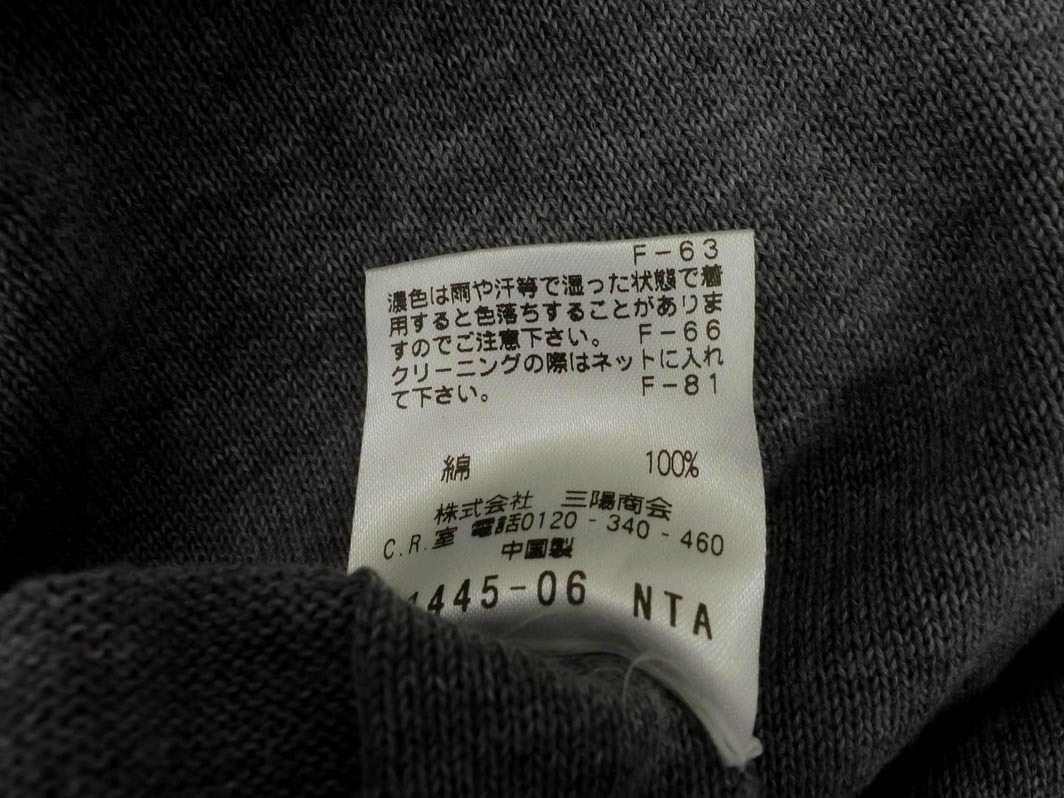 F-63
濃色は雨や汗等で湿った状態で着
用すると色落ちすることがありま
すのでご注意下さい。 F-66
クリーニングの際はネットに入れ
て下さい。 F-81
綿 100%
株式会社 三陽商会
C.R.室 電話0120-340-460
中国製
1445-06 NTA